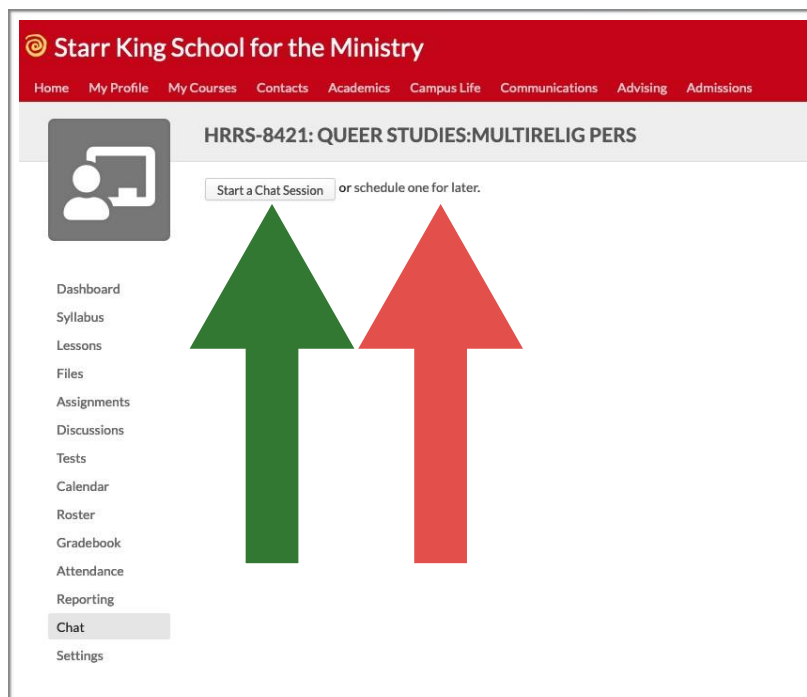 Starr King School for the Ministry
Home My Profile My Courses Contacts Academics Campus Life Communications Advising Admissions
HRRS-8421: QUEER STUDIES:MULTIRELIG PERS
Start a Chat Session or schedule one for later.
Dashboard
Syllabus
Lessons
Files
Assignments
Discussions
Tests
Calendar
Roster
Gradebook
Attendance
Reporting
Chat
Settings